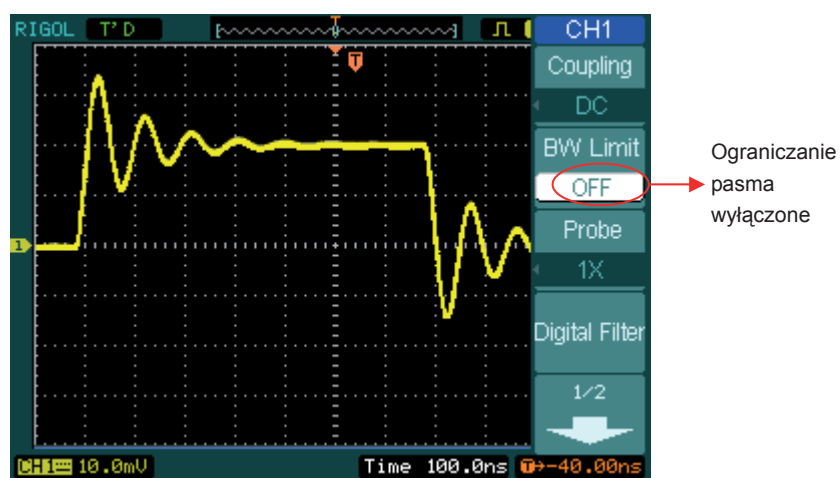 RIGOL T'D CH1
T
T
Coupling
DC
BW Limit
OFF
Ograniczanie
pasma
wyłączone
Probe
1
1X
Digital Filter
1/2
CH1 10.0mV Time 100.0ns T→-40.00ns